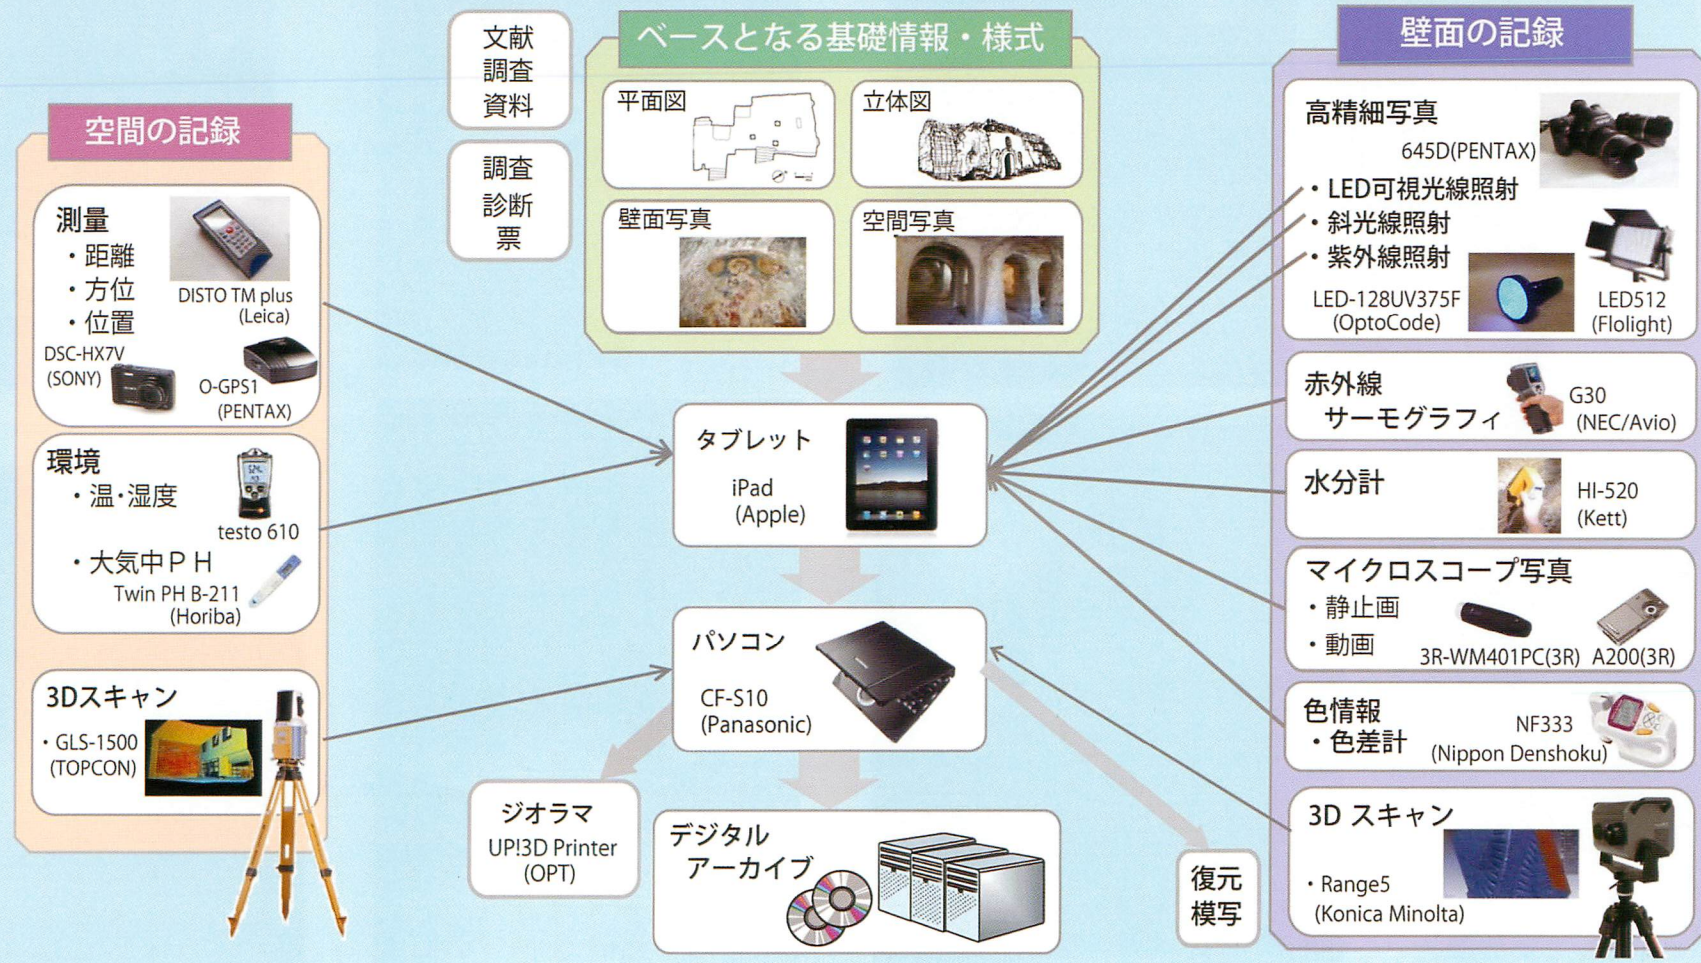 文献
調査
資料
調査
診断
票
ベースとなる基礎情報・様式
平面図
立体図
壁面写真
空間写真
空間の記録
測量
・距離
・方位
・位置
DISTO TM plus
(Leica)
DSC-HX7V
(SONY)
O-GPS1
(PENTAX)
環境
・温・湿度
testo 610
・大気中ＰＨ
Twin PH B-211
(Horiba)
3Dスキャン
・GLS-1500
(TOPCON)
タブレット
iPad
(Apple)
パソコン
CF-S10
(Panasonic)
ジオラマ
UP!3D Printer
(OPT)
デジタル
アーカイブ
復元
模写
壁面の記録
高精細写真
645D(PENTAX)
・LED可視光線照射
・斜光線照射
・紫外線照射
LED-128UV375F
(OptoCode)
LED512
(Flolight)
赤外線
サーモグラフィ
G30
(NEC/Avio)
水分計
HI-520
(Kett)
マイクロスコープ写真
・静止画
・動画
3R-WM401PC(3R)
A200(3R)
色情報
・色差計
NF333
(Nippon Denshoku)
3D スキャン
・Range5
(Konica Minolta)